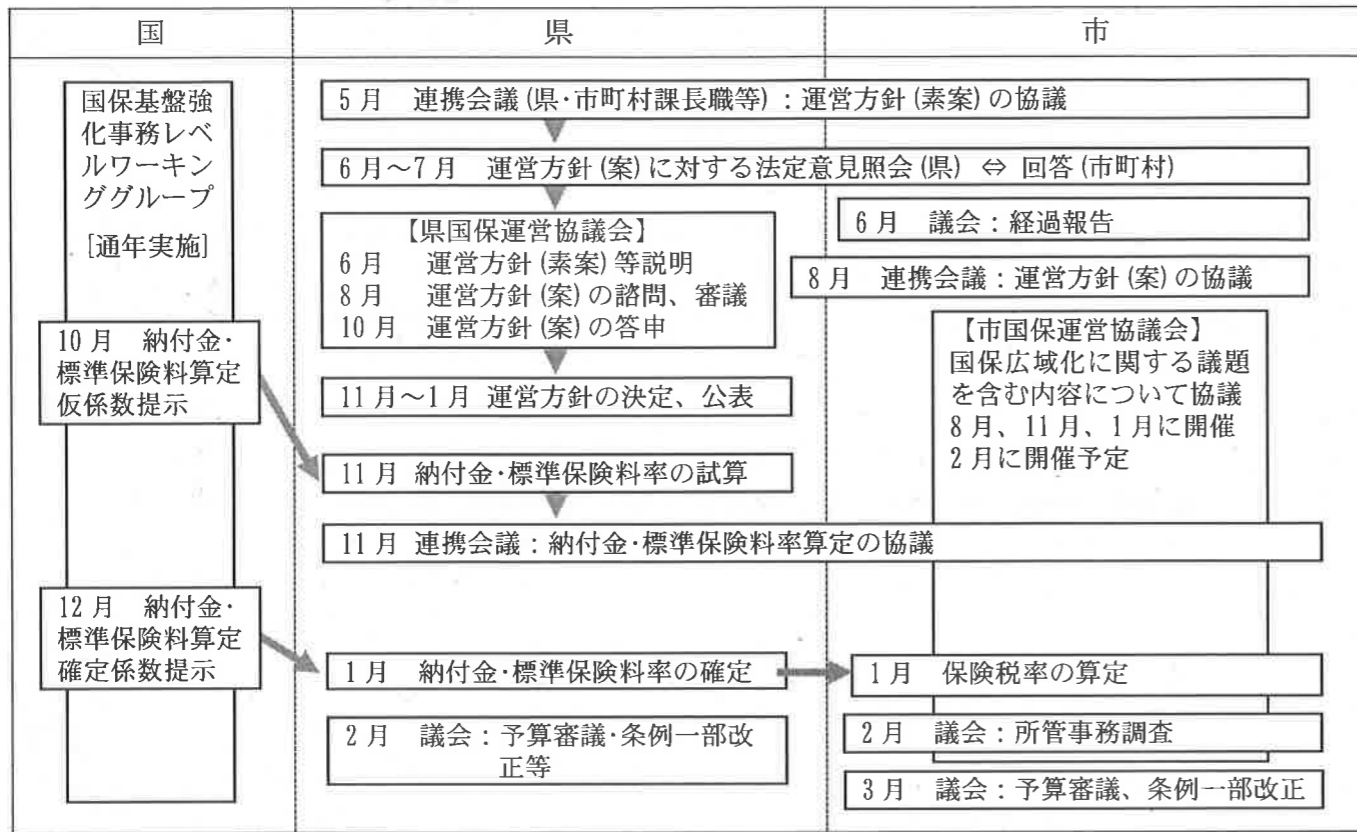 国
県
市
国保基盤強
化事務レベ
ルワーキン
ググループ
[通年実施]
10月 納付金・
標準保険料算定
仮係数提示
12月 納付金・
標準保険料算定
確定係数提示
5月 連携会議(県・市町村課長職等):運営方針(素案)の協議
6月～7月 運営方針(案)に対する法定意見照会(県) ⇔ 回答(市町村)
【県国保運営協議会】
6月 運営方針(素案)等説明
8月 運営方針(案)の諮問、審議
10月 運営方針(案)の答申
11月～1月 運営方針の決定、公表
11月 納付金・標準保険料率の試算
11月 連携会議:納付金・標準保険料率算定の協議
1月 納付金・標準保険料率の確定
2月 議会:予算審議・条例一部改
正等
6月 議会:経過報告
8月 連携会議:運営方針(案)の協議
【市国保運営協議会】
国保広域化に関する議題
を含む内容について協議
8月、11月、1月に開催
2月に開催予定
1月 保険税率の算定
2月 議会:所管事務調査
3月 議会:予算審議、条例一部改正